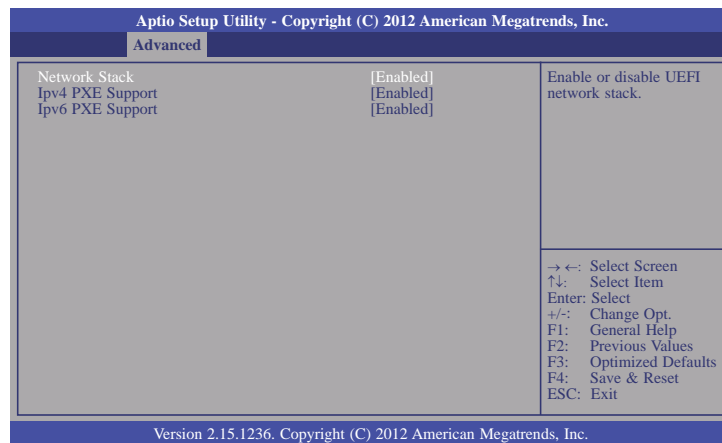 Aptio Setup Utility - Copyright (C) 2012 American Megatrends, Inc.
Advanced
Network Stack [Enabled]
Ipv4 PXE Support [Enabled]
Ipv6 PXE Support [Enabled]
Enable or disable UEFI
network stack.
→←: Select Screen
↑↓: Select Item
Enter: Select
+/-: Change Opt.
F1: General Help
F2: Previous Values
F3: Optimized Defaults
F4: Save & Reset
ESC: Exit
Version 2.15.1236. Copyright (C) 2012 American Megatrends, Inc.